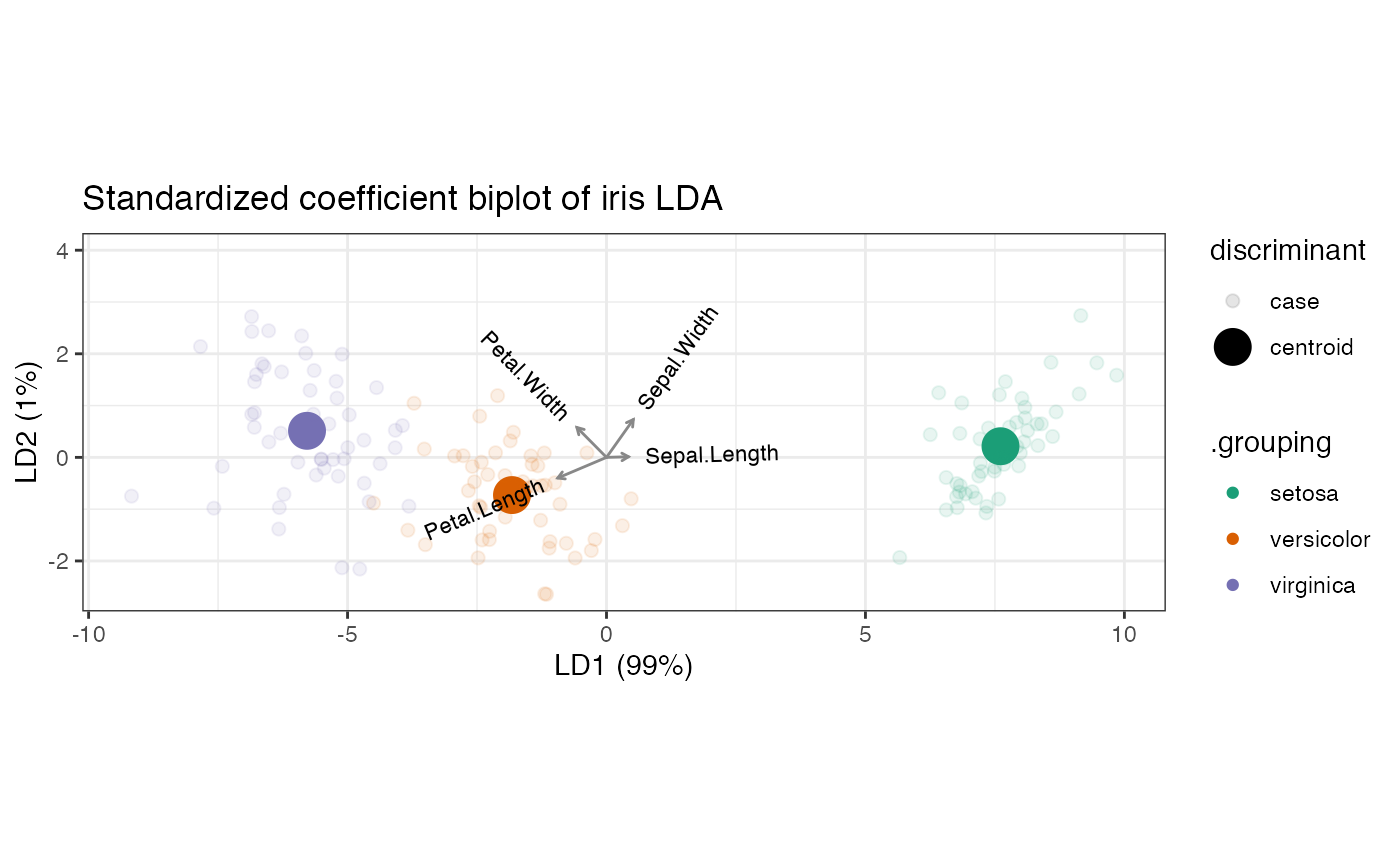 Standardized coefficient biplot of iris LDA
4
2
0
-2
LD2 (1%)
Petal.Width
Sepal.Width
Sepal.Length
Petal.Length
-10
-5
0
5
10
LD1 (99%)
discriminant
case
centroid
.grouping
setosa
versicolor
virginica